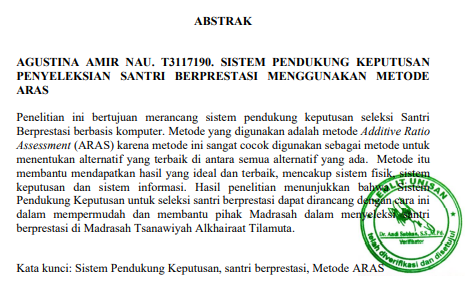 ABSTRAK
AGUSTINA AMIR NAU. T3117190. SISTEM PENDUKUNG KEPUTUSAN
PENYELEKSIAN SANTRI BERPRESTASI MENGGUNAKAN METODE
ARAS
Penelitian ini bertujuan merancang sistem pendukung keputusan seleksi Santri
Berprestasi berbasis komputer. Metode yang digunakan adalah metode Additive Ratio
Assessment (ARAS) karena metode ini sangat cocok digunakan sebagai metode untuk
menentukan alternatif yang terbaik di antara semua alternatif yang ada. Metode itu
membantu mendapatkan hasil yang ideal dan terbaik, mencakup sistem fisik, sistem
keputusan dan sistem informasi. Hasil penelitian menunjukkan bahwa Sistem
Pendukung Keputusan untuk seleksi santri berprestasi dapat dirancang dengan cara ini
dalam mempermudah dan membantu pihak Madrasah dalam menyeleksi santri
berprestasi di Madrasah Tsanawiyah Alkhairaat Tilamuta.
Kata kunci: Sistem Pendukung Keputusan, santri berprestasi, Metode ARAS
UNISAN
Verifikator
telah diverifikasi dan disetujui